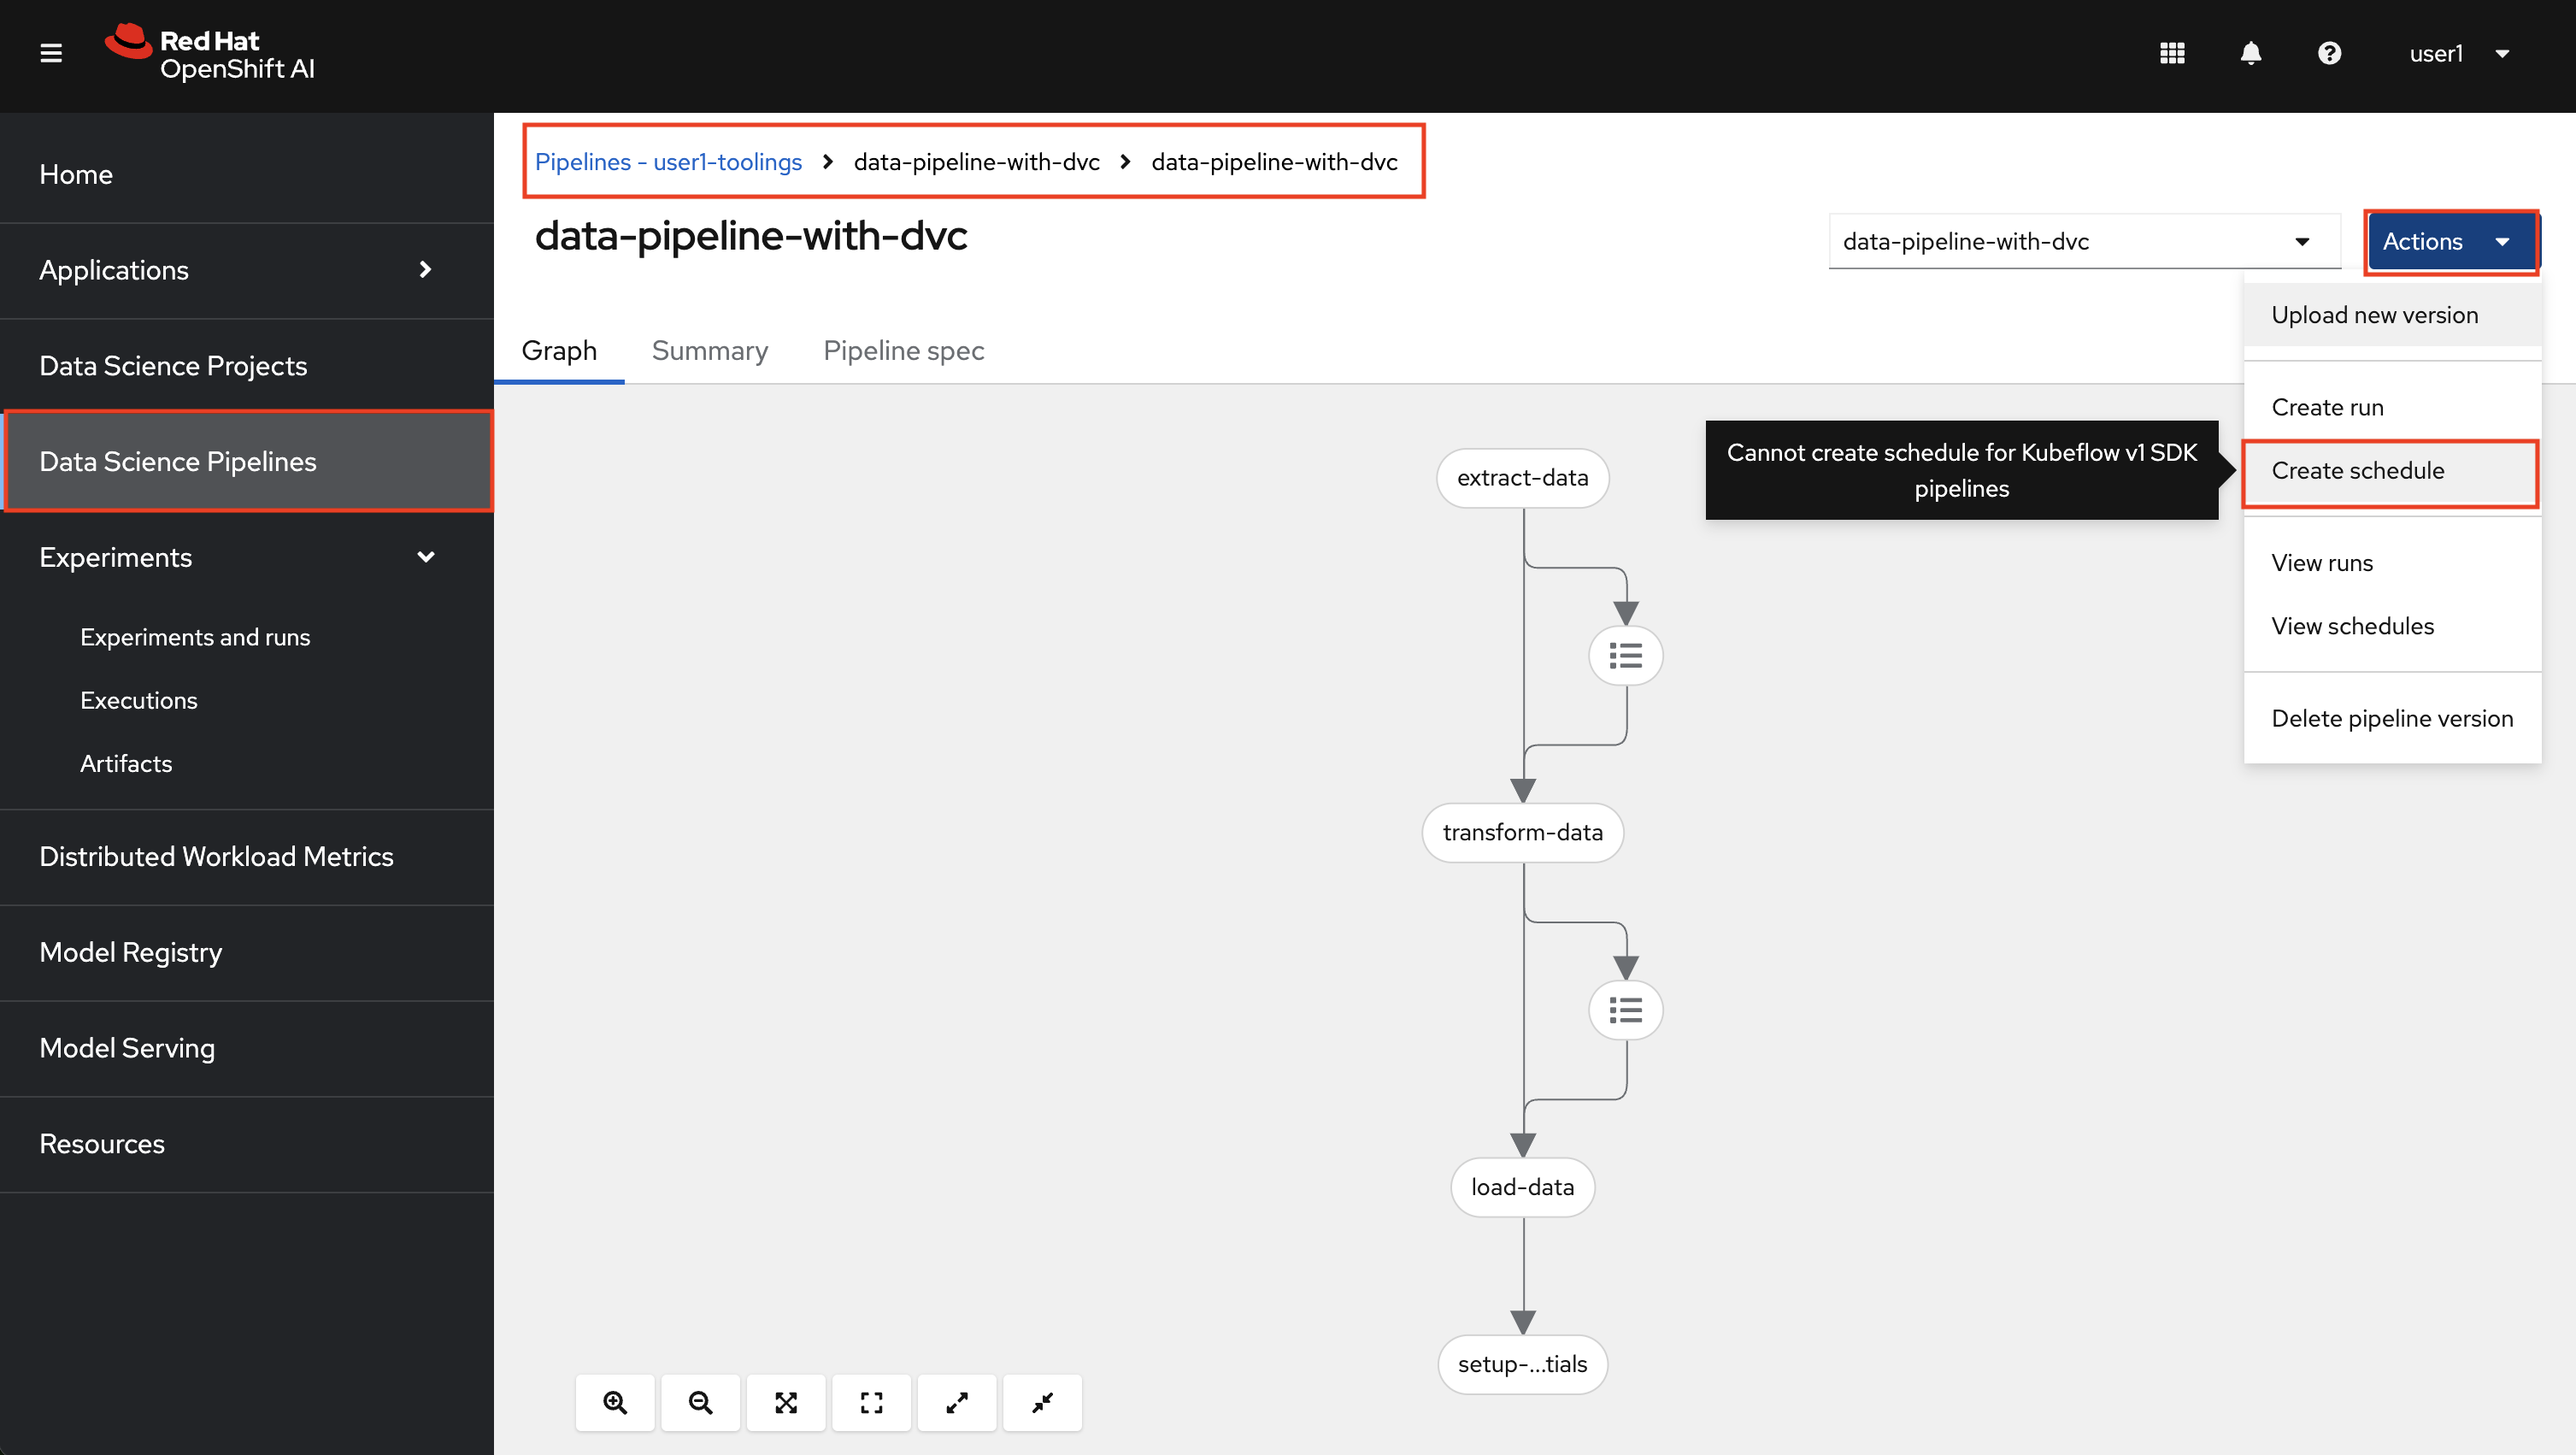 Red Hat
OpenShift AI
user1
Home
Applications
Data Science Projects
Data Science Pipelines
Experiments
Experiments and runs
Executions
Artifacts
Distributed Workload Metrics
Model Registry
Model Serving
Resources
Pipelines - user1-toolings > data-pipeline-with-dvc > data-pipeline-with-dvc
data-pipeline-with-dvc
data-pipeline-with-dvc
Actions
Graph Summary Pipeline spec
Upload new version
Create run
Create schedule
View runs
View schedules
Delete pipeline version
Cannot create schedule for Kubeflow v1 SDK
pipelines
extract-data
transform-data
load-data
setup-...tials